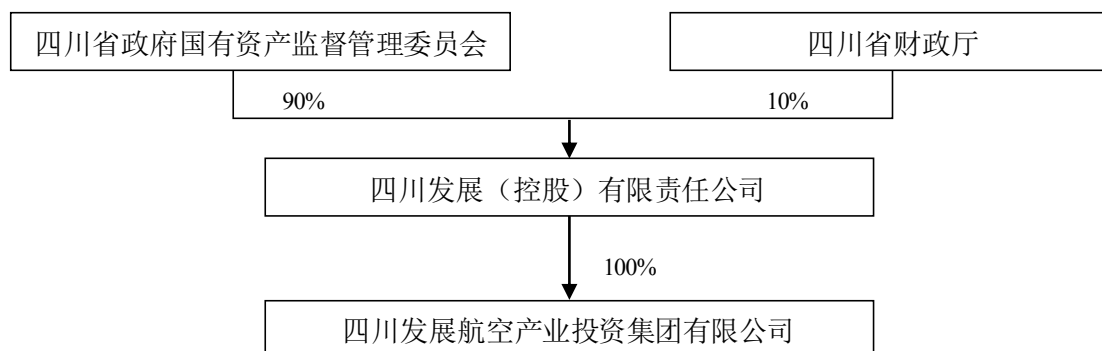 四川省政府国有资产监督管理委员会
四川省财政厅
90%
10%
四川发展（控股）有限责任公司
100%
四川发展航空产业投资集团有限公司